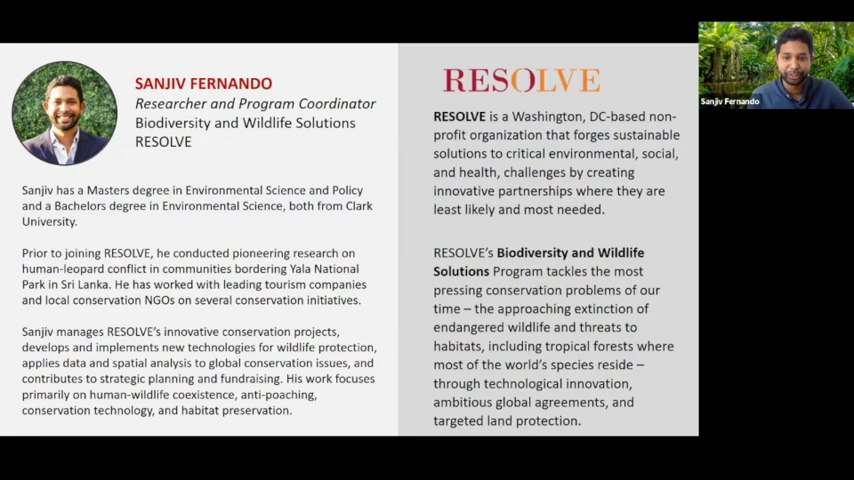 SANJIV FERNANDO
Researcher and Program Coordinator
Biodiversity and Wildlife Solutions
RESOLVE
Sanjiv has a Masters degree in Environmental Science and Policy
and a Bachelors degree in Environmental Science, both from Clark
University.
Prior to joining RESOLVE, he conducted pioneering research on
human-leopard conflict in communities bordering Yala National
Park in Sri Lanka. He has worked with leading tourism companies
and local conservation NGOs on several conservation initiatives.
Sanjiv manages RESOLVE's innovative conservation projects,
develops and implements new technologies for wildlife protection,
applies data and spatial analysis to global conservation issues, and
contributes to strategic planning and fundraising. His work focuses
primarily on human-wildlife coexistence, anti-poaching,
conservation technology, and habitat preservation.
RESOLVE
RESOLVE is a Washington, DC-based non-
profit organization that forges sustainable
solutions to critical environmental, social,
and health, challenges by creating
innovative partnerships where they are
least likely and most needed.
RESOLVE's Biodiversity and Wildlife
Solutions Program tackles the most
pressing conservation problems of our
time – the approaching extinction of
endangered wildlife and threats to
habitats, including tropical forests where
most of the world's species reside –
through technological innovation,
ambitious global agreements, and
targeted land protection.
Sanjiv Fernando